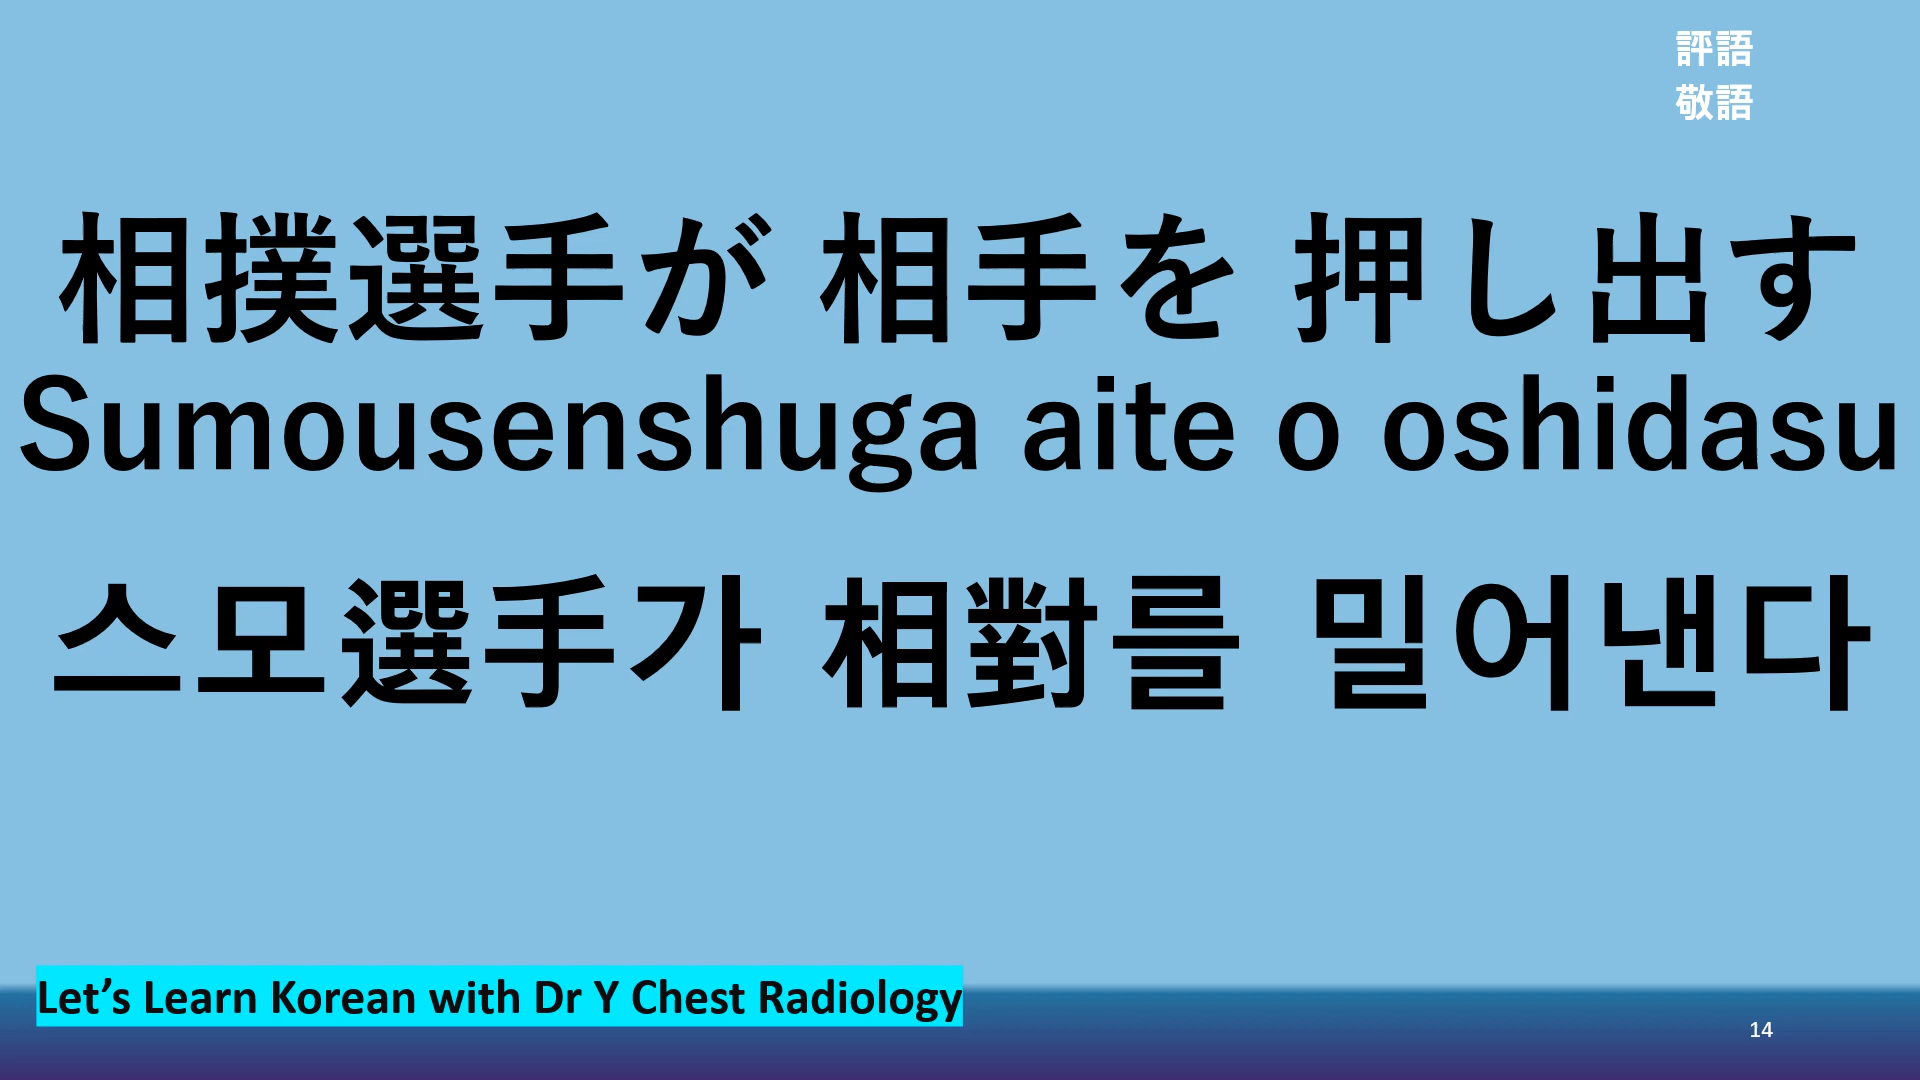 評語
敬語
相撲選手が 相手を 押し出す
Sumousenshuga aite o oshidasu
스모選手가 相對를 밀어낸다
Let’s Learn Korean with Dr Y Chest Radiology
14